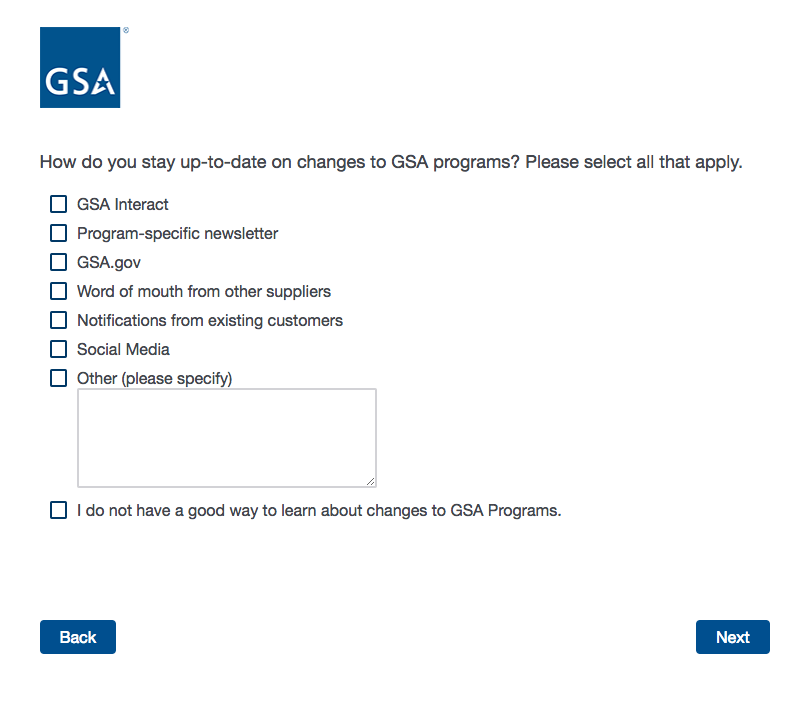 GSA
®
How do you stay up-to-date on changes to GSA programs? Please select all that apply.
GSA Interact
Program-specific newsletter
GSA.gov
Word of mouth from other suppliers
Notifications from existing customers
Social Media
Other (please specify)
I do not have a good way to learn about changes to GSA Programs.
Back
Next